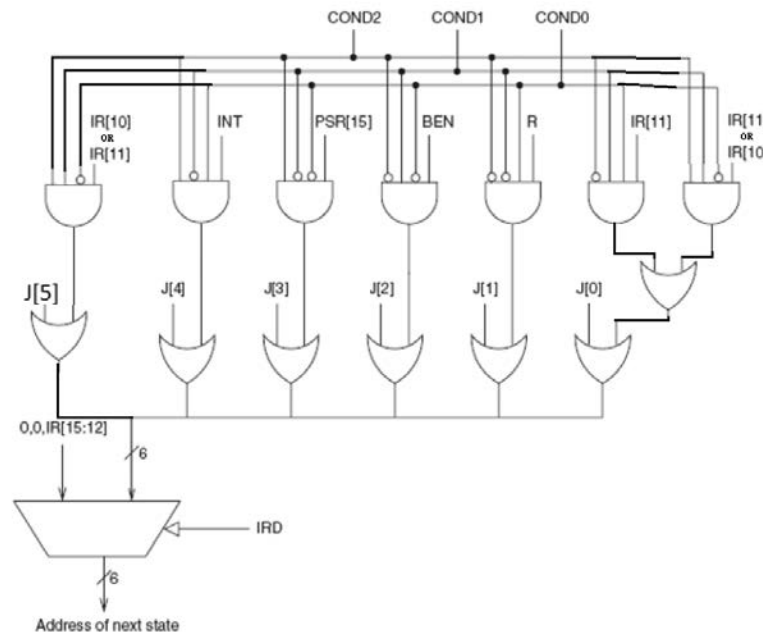 COND2
COND1
COND0
IR[10]
OR
IR[11]
INT
PSR[15]
BEN
R
IR[11]
IR[11
OR
IR[10
J[5]
J[4]
J[3]
J[2]
J[1]
J[0]
0,0,IR[15:12]
6
IRD
6
Address of next state